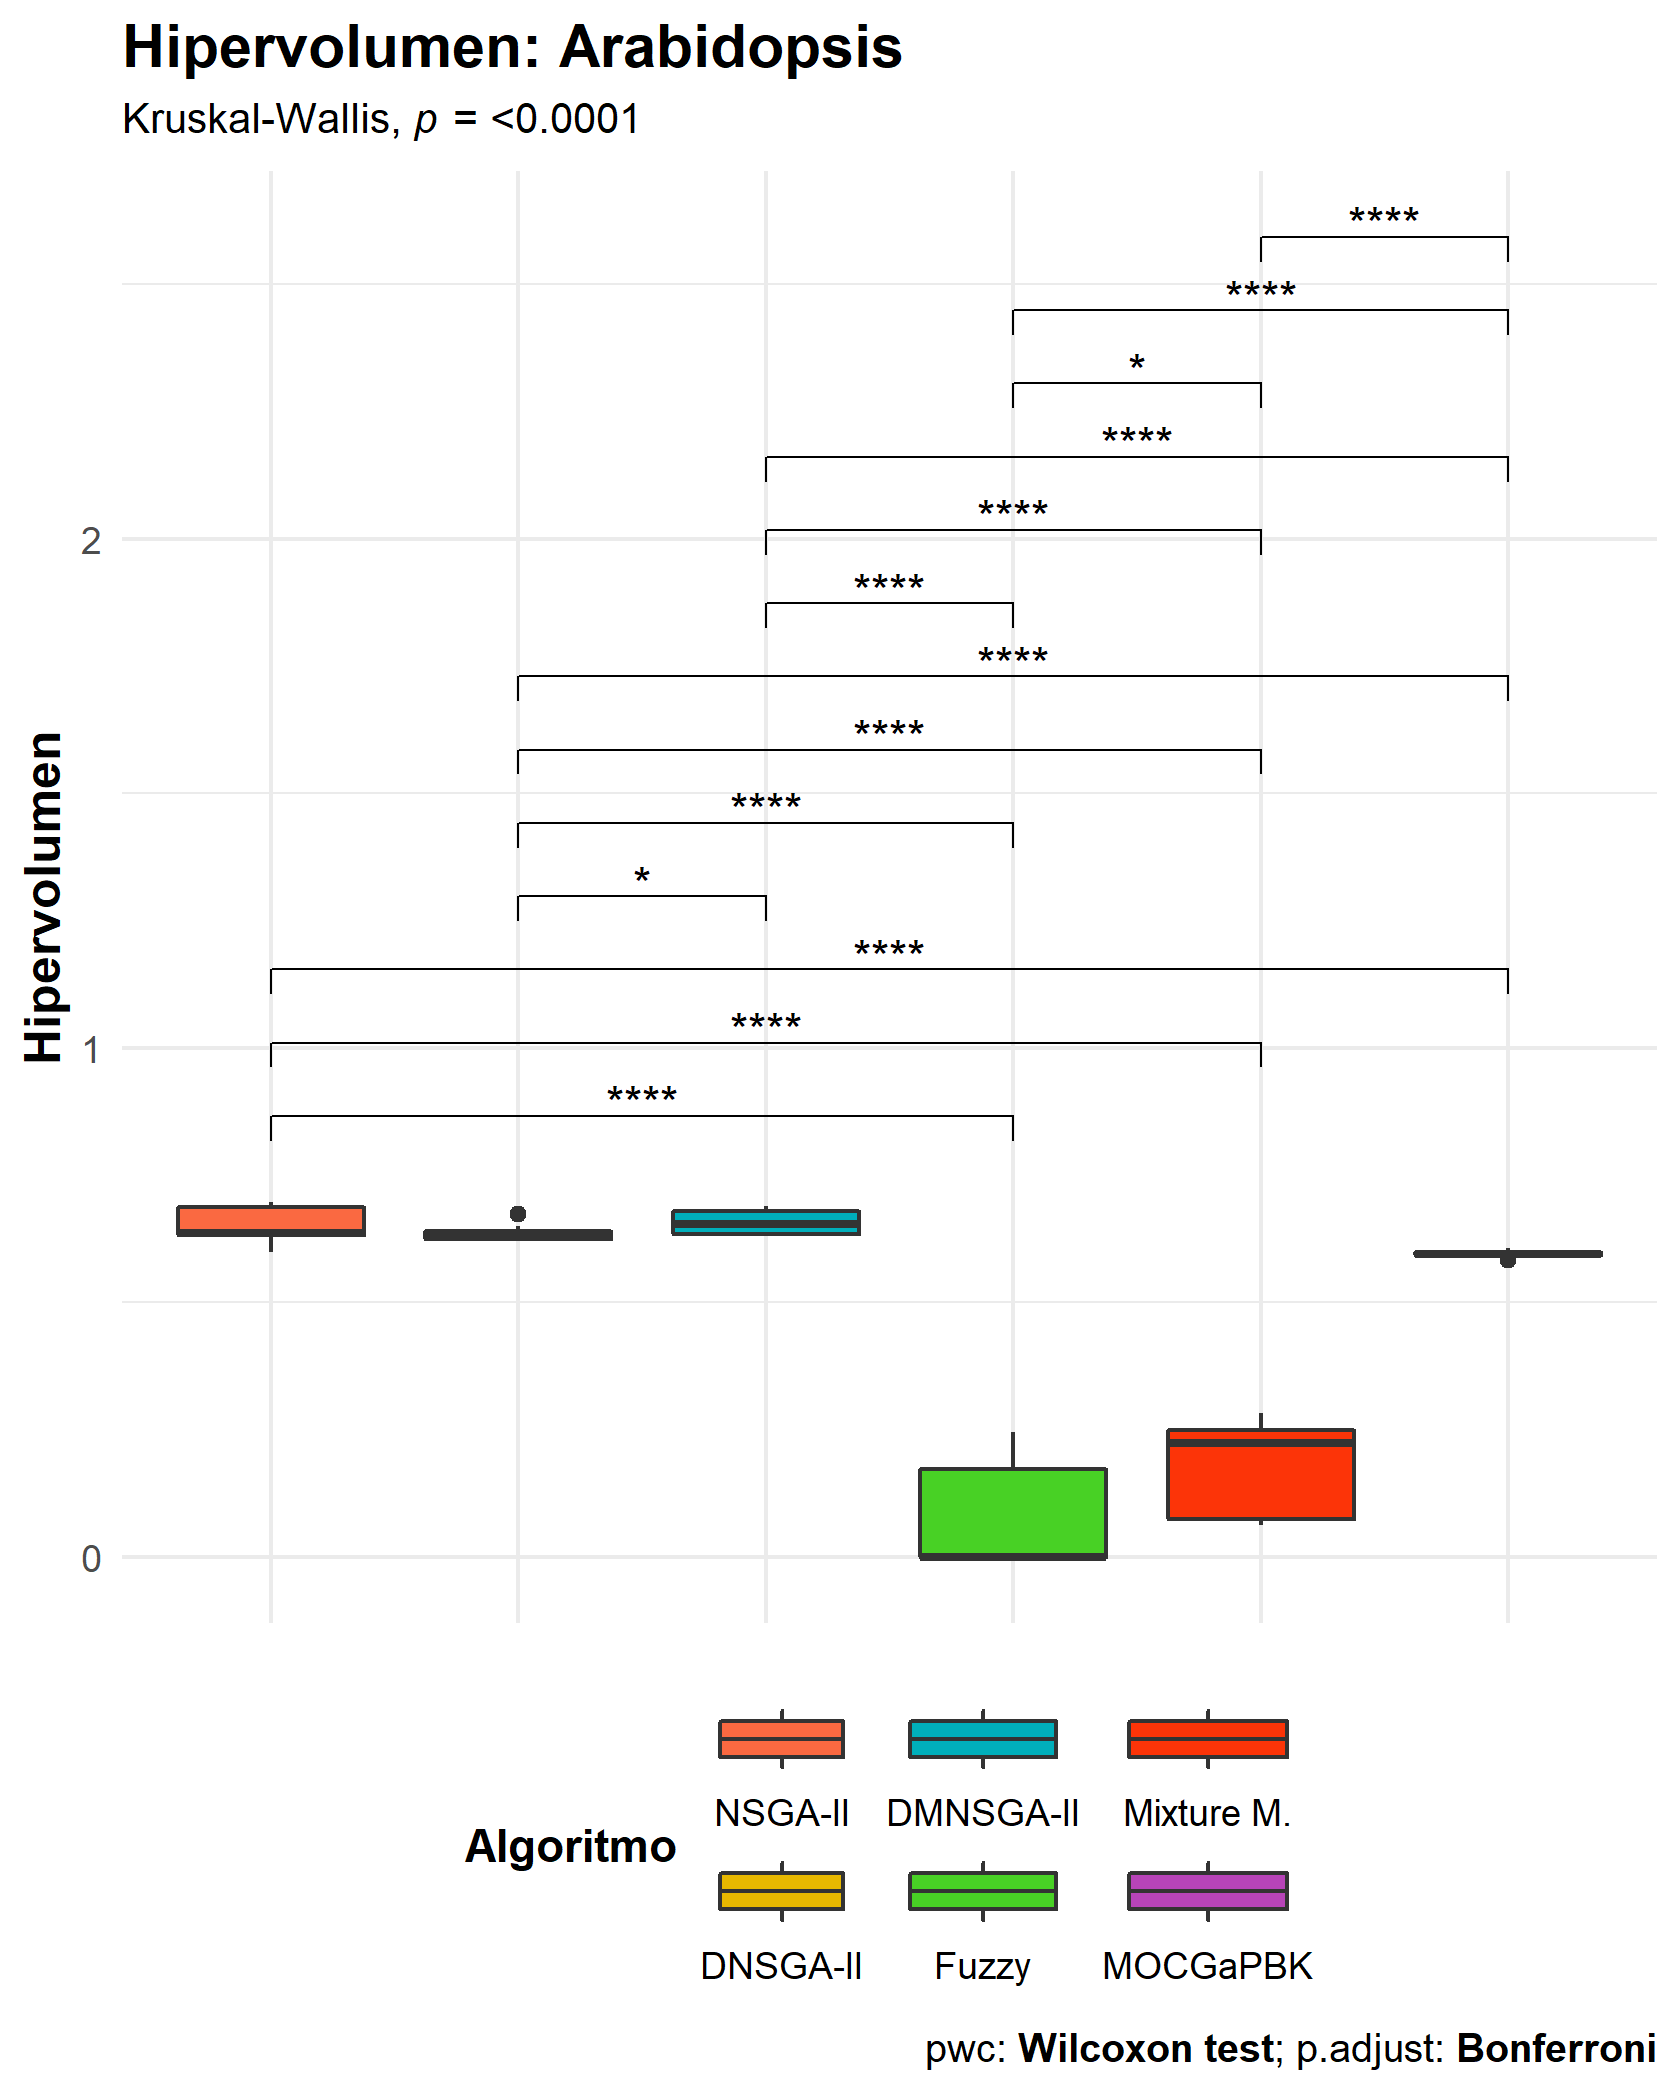 Hipervolumen: Arabidopsis
Kruskal-Wallis, p = <0.0001
****
****
*
****
****
****
****
****
****
*
****
****
****
2
1
0
Hipervolumen
Algoritmo
NSGA-II DMNSGA-II Mixture M.
DNSGA-II Fuzzy MOCGaPBK
pwc: Wilcoxon test; p.adjust: Bonferroni